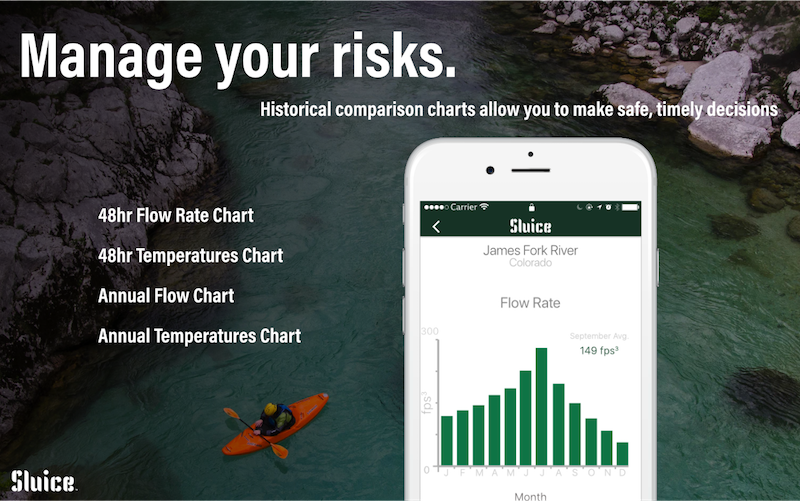 Manage your risks.
Historical comparison charts allow you to make safe, timely decisions
48hr Flow Rate Chart
48hr Temperatures Chart
Annual Flow Chart
Annual Temperatures Chart
Carrier
Sluice
James Fork River
Colorado
Flow Rate
300
September Avg.
149 fps³
fps³
0
J F M A M J J A S O N D
Month
Sluice